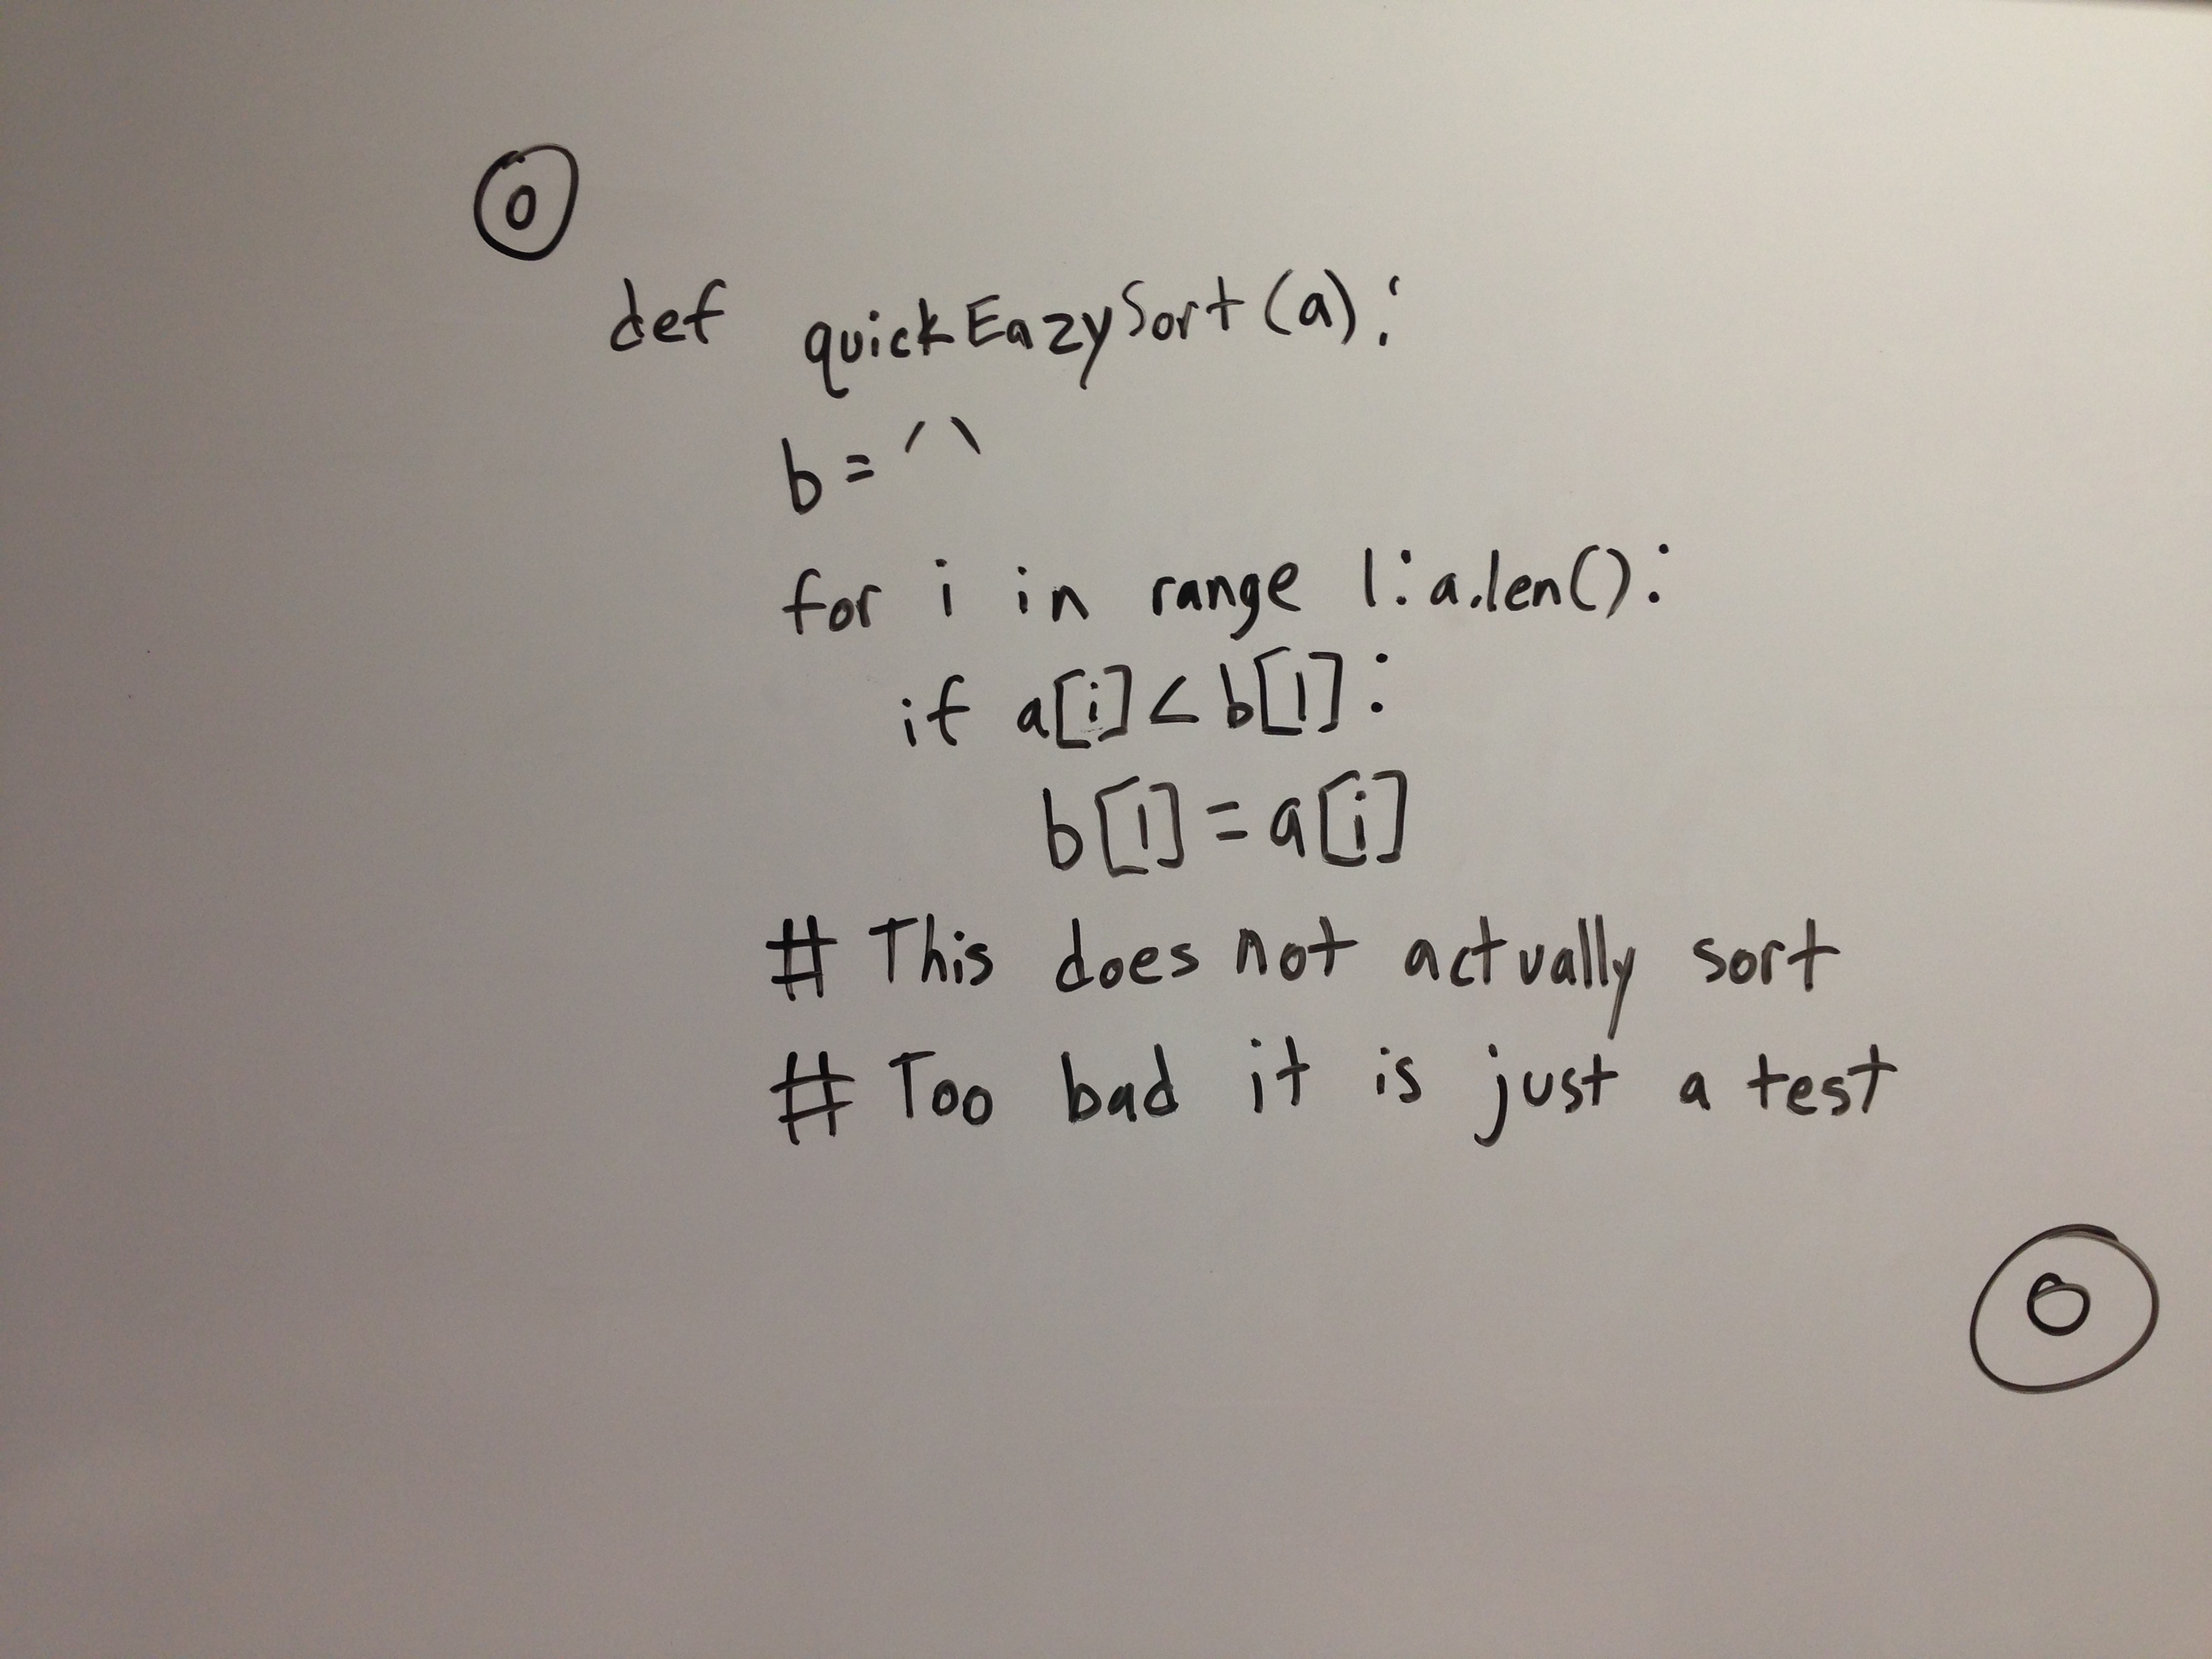 0
def quickEazySort(a):
b = ' '
for i in range 1:a.len():
if a[i] < b[1]:
b[1] = a[i]
# This does not actually sort
# Too bad it is just a test
0